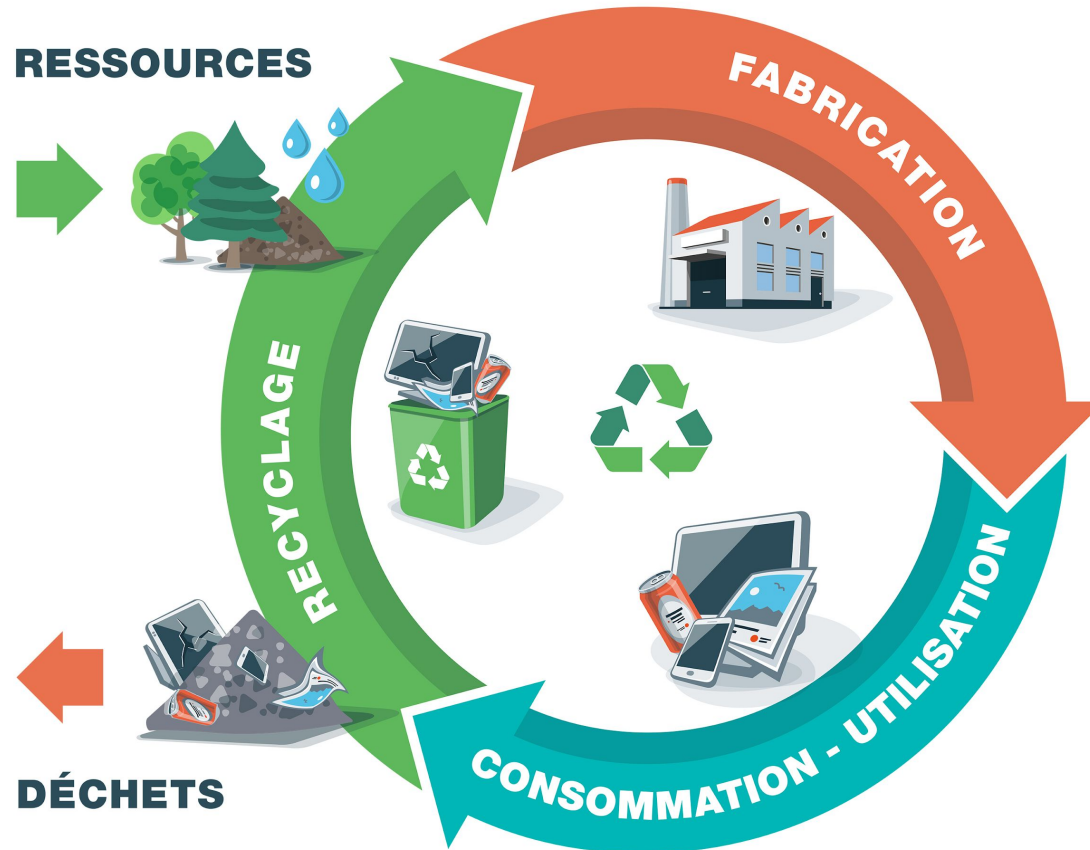 RESSOURCES
FABRICATION
RECYCLAGE
CONSOMMATION - UTILISATION
DÉCHETS